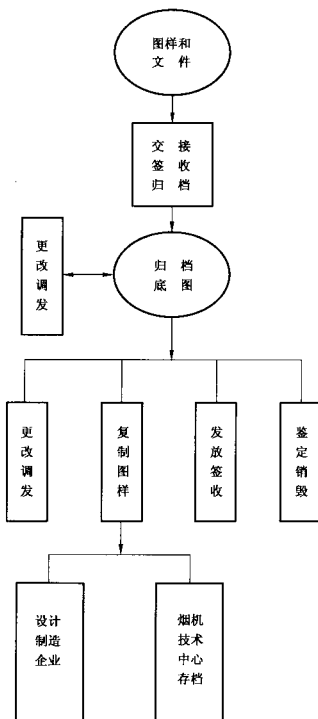 图样和
文件
交接
签收
归档
更
改
调
发
归档
底图
更
改
调
发
复
制
图
样
发
放
签
收
鉴
定
销
毁
设计
制造
企业
烟机
技术
中心
存档